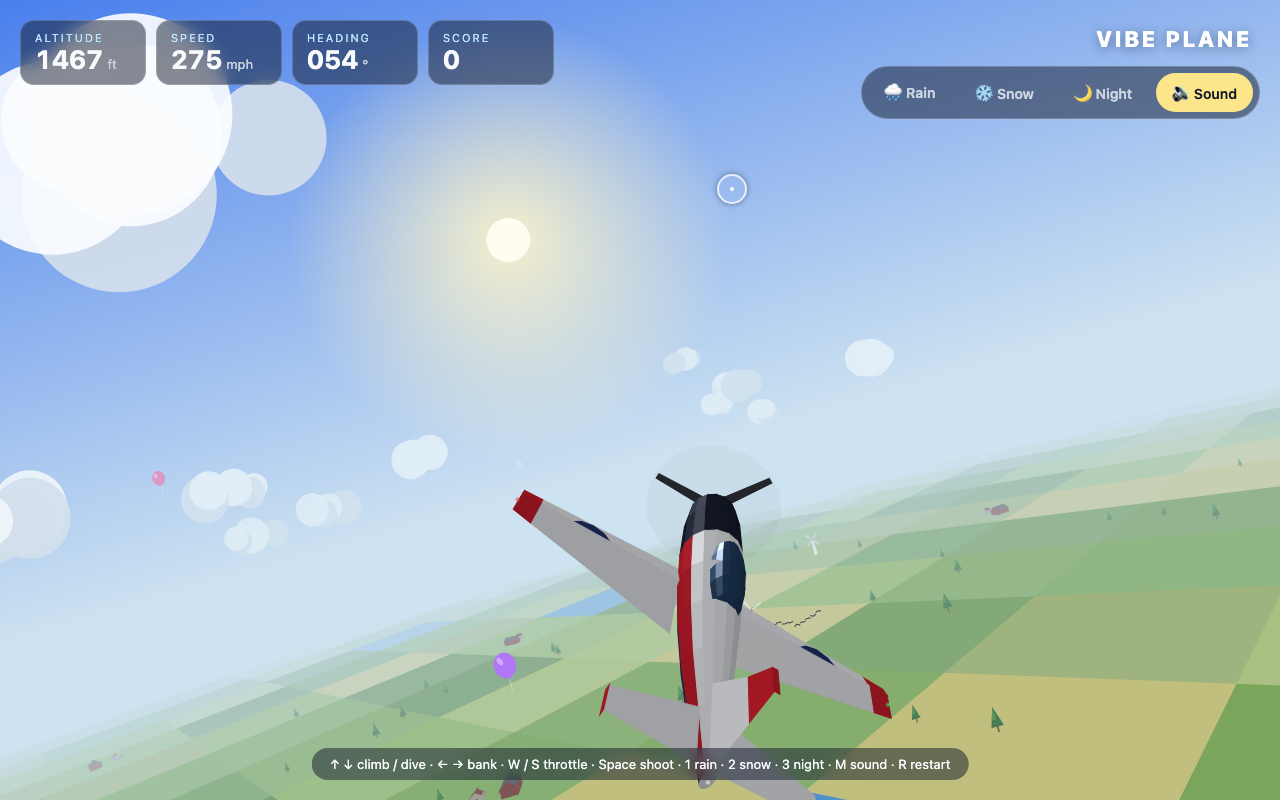 ALTITUDE
1467 ft
SPEED
275 mph
HEADING
054 °
SCORE
0
VIBE PLANE
Rain
Snow
Night
Sound
↑ ↓ climb / dive · ← → bank · W / S throttle · Space shoot · 1 rain · 2 snow · 3 night · M sound · R restart